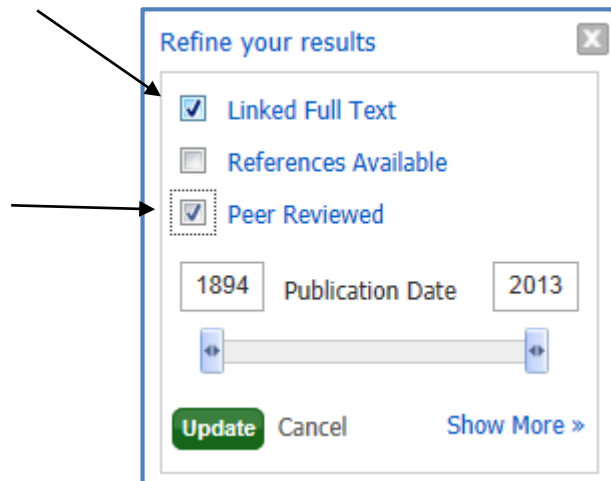 Refine your results X
Linked Full Text
References Available
Peer Reviewed
1894 Publication Date 2013
Update Cancel Show More »